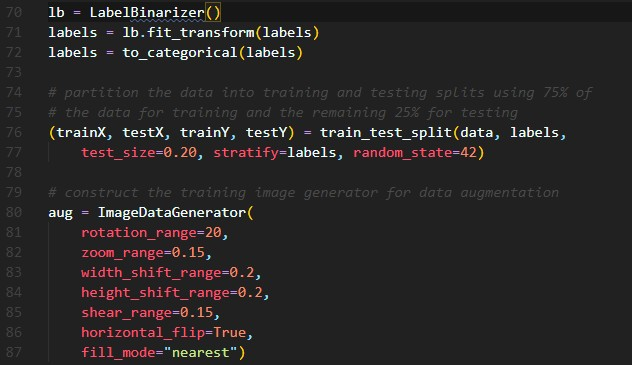 70 lb = LabelBinarizer()
71 labels = lb.fit_transform(labels)
72 labels = to_categorical(labels)
73
74 # partition the data into training and testing splits using 75% of
75 # the data for training and the remaining 25% for testing
76 (trainX, testX, trainY, testY) = train_test_split(data, labels,
77     test_size=0.20, stratify=labels, random_state=42)
78
79 # construct the training image generator for data augmentation
80 aug = ImageDataGenerator(
81     rotation_range=20,
82     zoom_range=0.15,
83     width_shift_range=0.2,
84     height_shift_range=0.2,
85     shear_range=0.15,
86     horizontal_flip=True,
87     fill_mode="nearest")